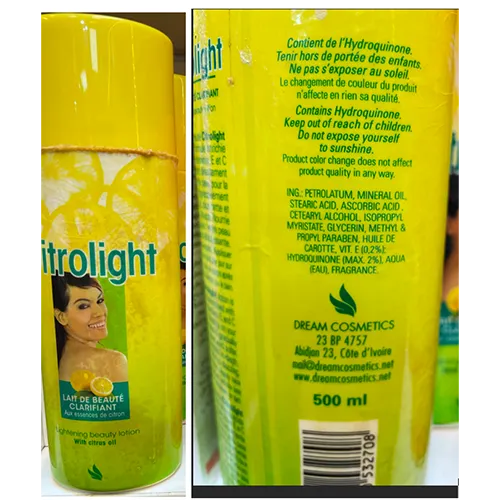 itrolight
LAIT DE BEAUTÉ
CLARIFIANT
Aux essences de citron
Lightening beauty lotion
With citrus oil
light
Contient de l'Hydroquinone.
Tenir hors de portée des enfants.
Ne pas s'exposer au soleil.
Le changement de couleur du produit
n'affecte en rien sa qualité.
Contains Hydroquinone.
Keep out of reach of children.
Do not expose yourself
to sunshine.
Product color change does not affect
product quality in any way.
ING.: PETROLATUM, MINERAL OIL,
STEARIC ACID, ASCORBIC ACID.
CETEARYL ALCOHOL, ISOPROPYL
MYRISTATE, GLYCERIN, METHYL &
PROPYL PARABEN, HUILE DE
CAROTTE, VIT. E (0,2%);
HYDROQUINONE (MAX. 2%), AQUA
(EAU), FRAGRANCE.
DREAM COSMETICS
23 BP 4757
Abidjan 23, Côte d'Ivoire
mail@dreamcosmetics.net
www.dreamcosmetics.net
500 ml
532708